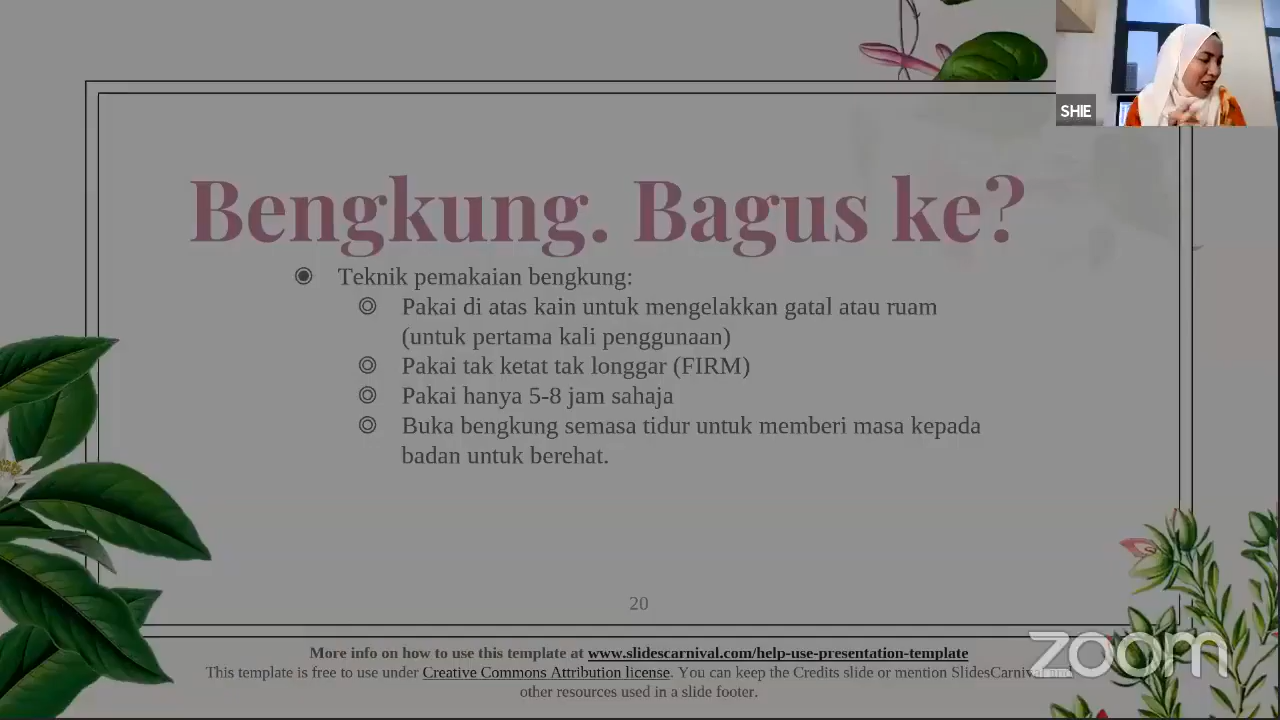 SHIE
Bengkung. Bagus ke?
Teknik pemakaian bengkung:
Pakai di atas kain untuk mengelakkan gatal atau ruam
(untuk pertama kali penggunaan)
Pakai tak ketat tak longgar (FIRM)
Pakai hanya 5-8 jam sahaja
Buka bengkung semasa tidur untuk memberi masa kepada
badan untuk berehat.
20
More info on how to use this template at www.slidescarnival.com/help-use-presentation-template
This template is free to use under Creative Commons Attribution license. You can keep the Credits slide or mention SlidesCarnival and
other resources used in a slide footer.
zoom